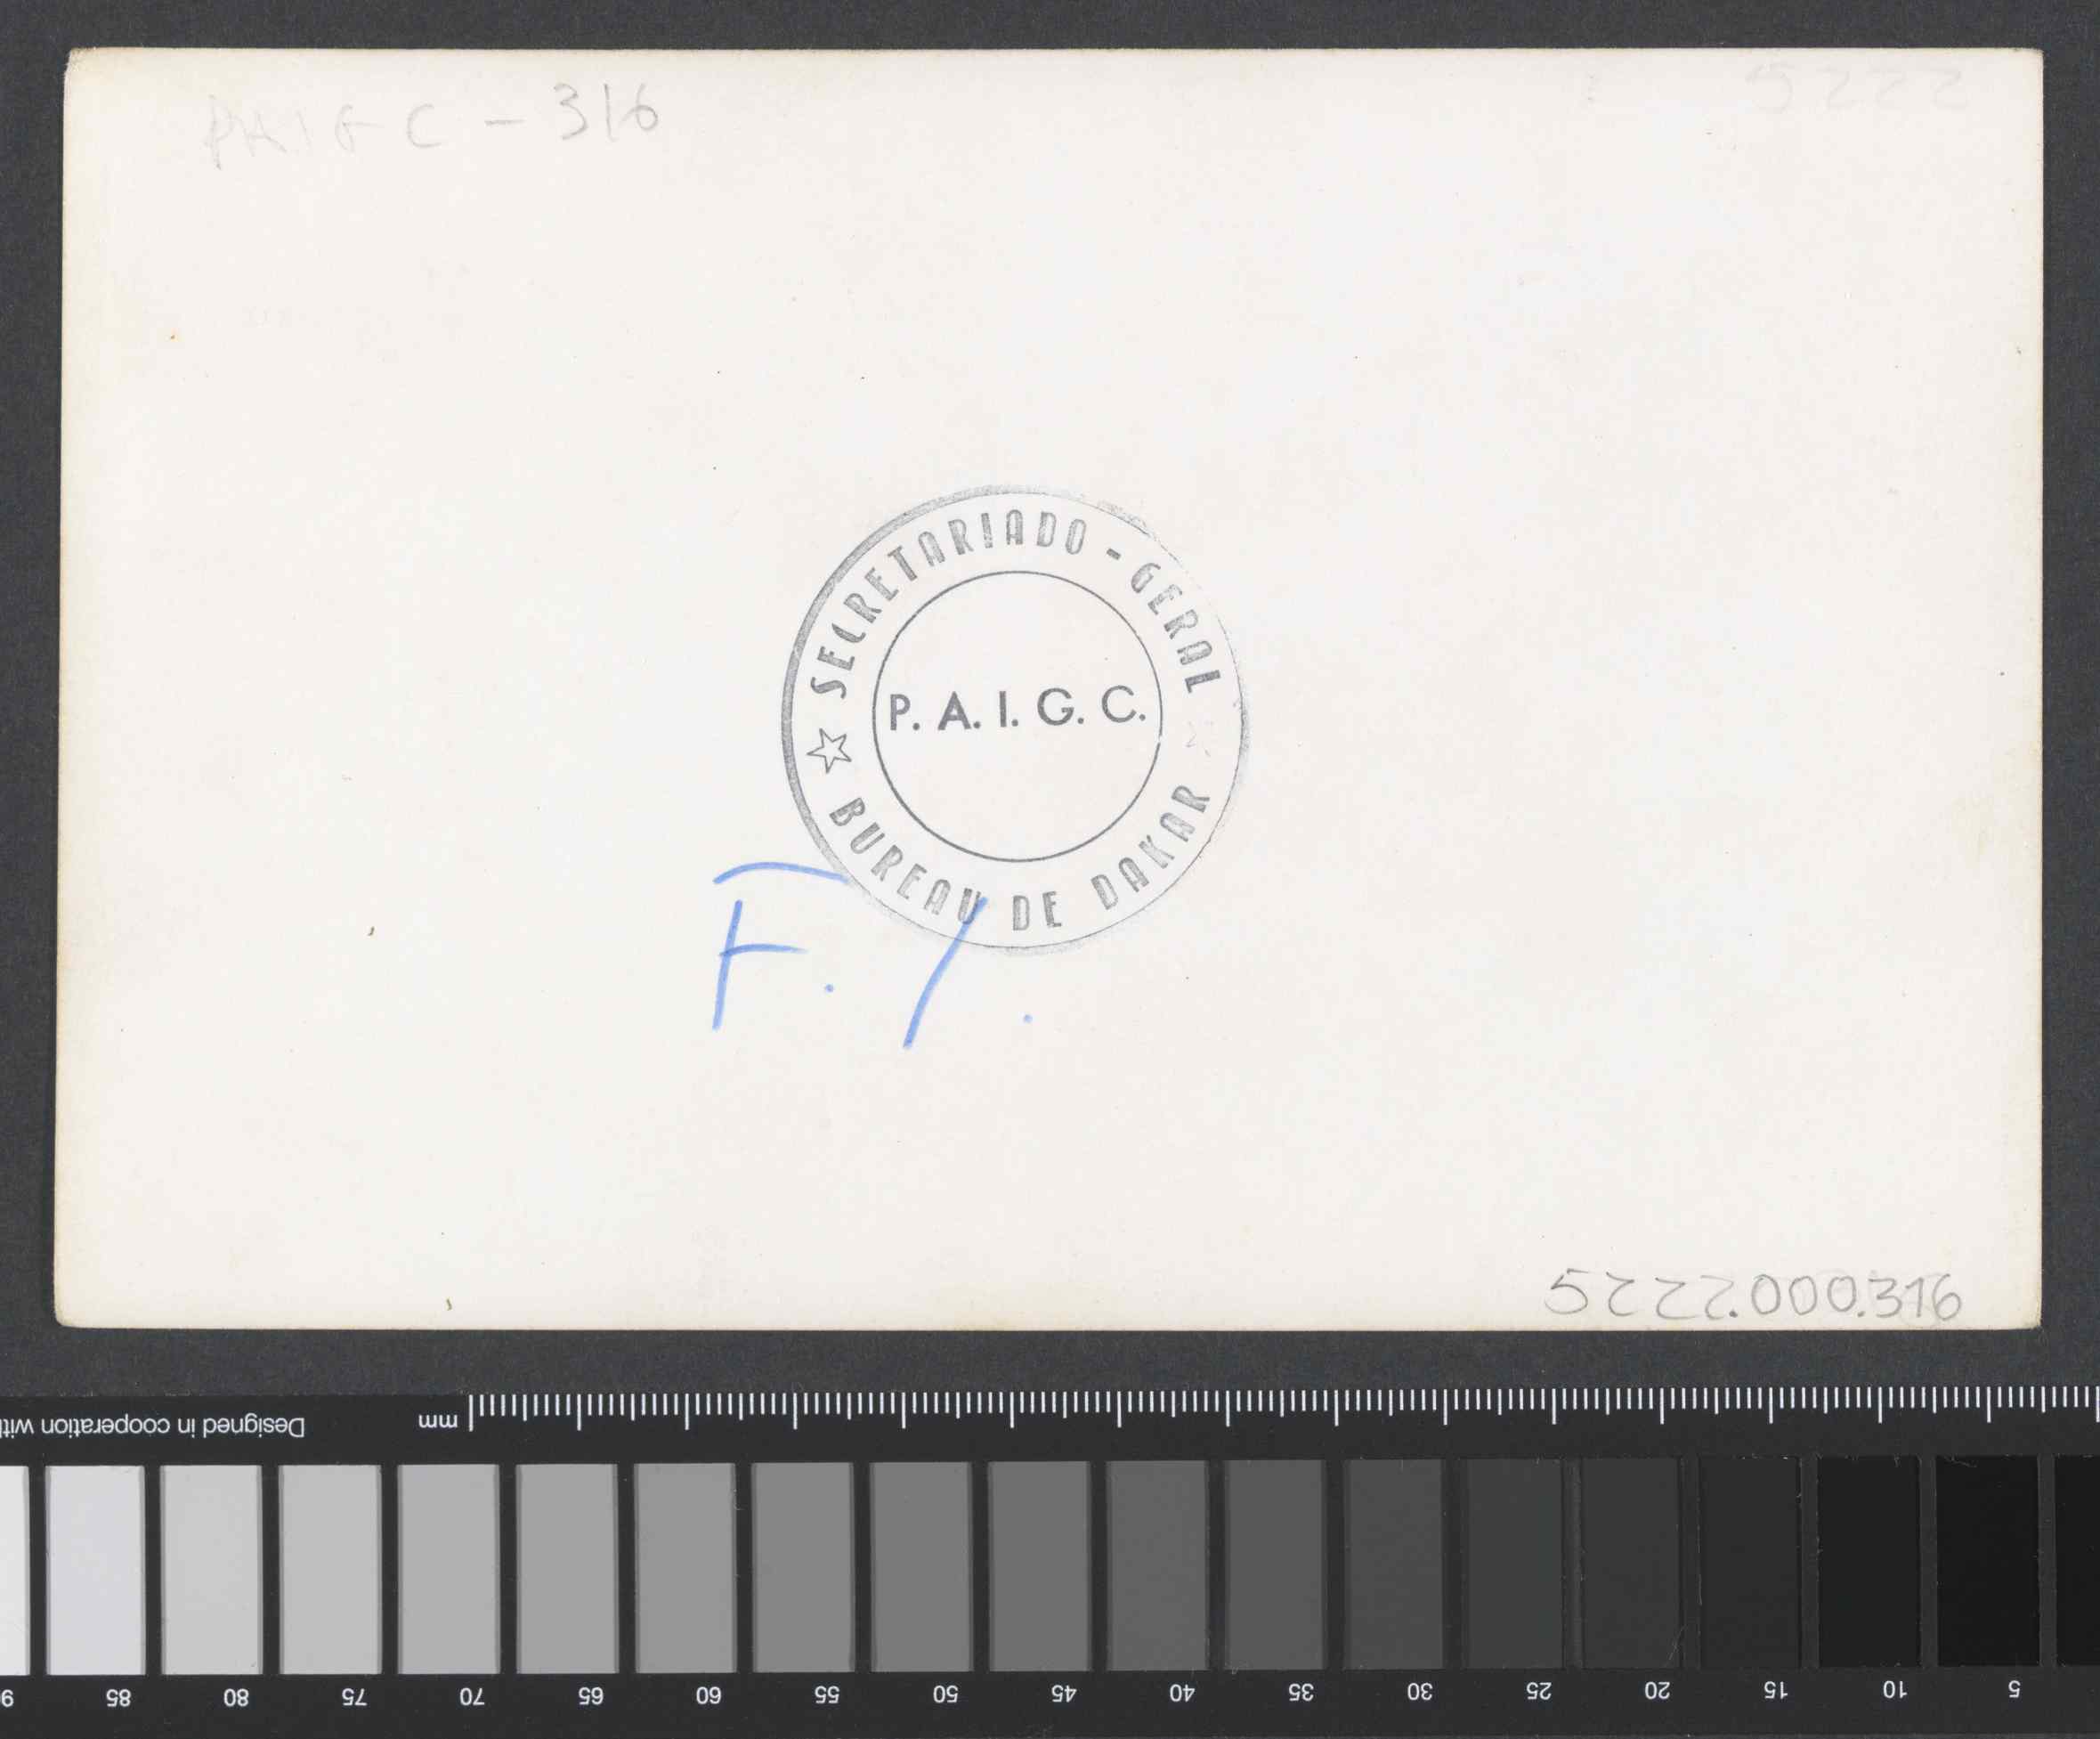 PAIGC - 316
5222
SECRETARIADO - GERAL
P. A. I. G. C.
☆ BUREAU DE DAKAR ☆
F. I.
5222.000.316
Designed in cooperation with
mm
85 80 75 70 65 60 55 50 45 40 35 30 25 20 15 10 5